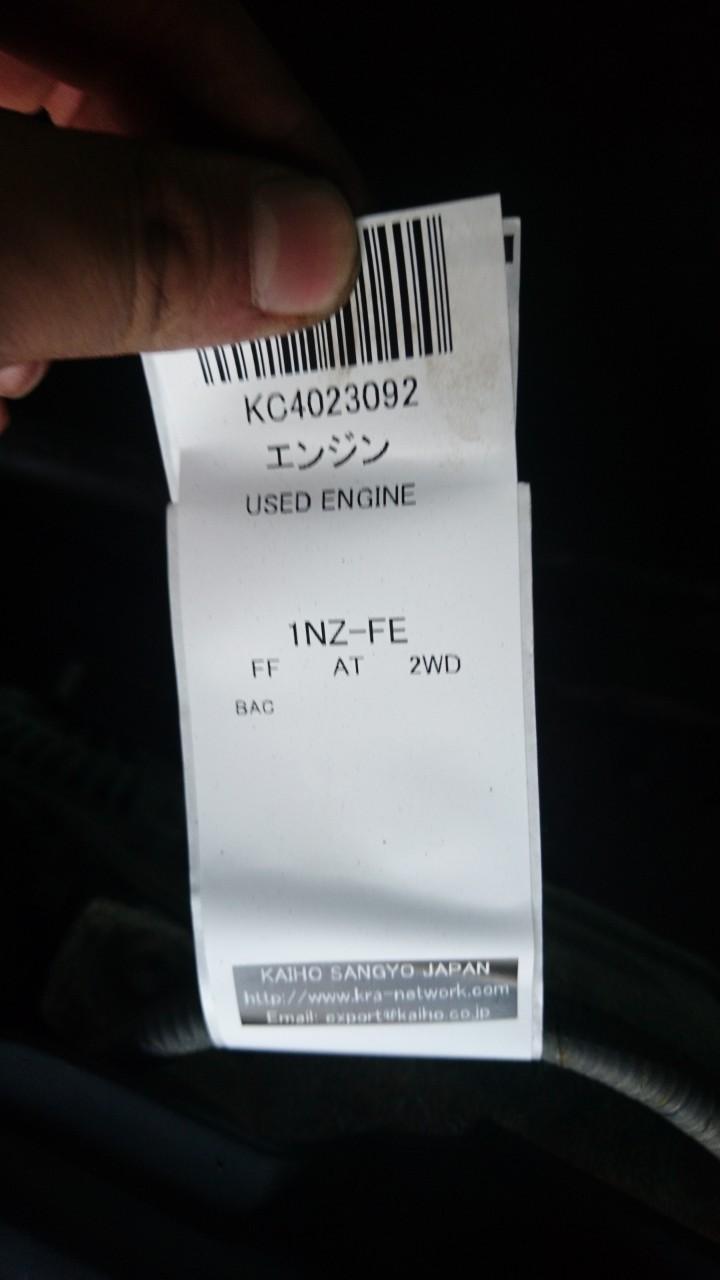 KC4023092
エンジン
USED ENGINE
1NZ-FE
FF AT 2WD
BAC
KAIHO SANGYO JAPAN
http://www.kra-network.com
Email: export@kaiho.co.jp